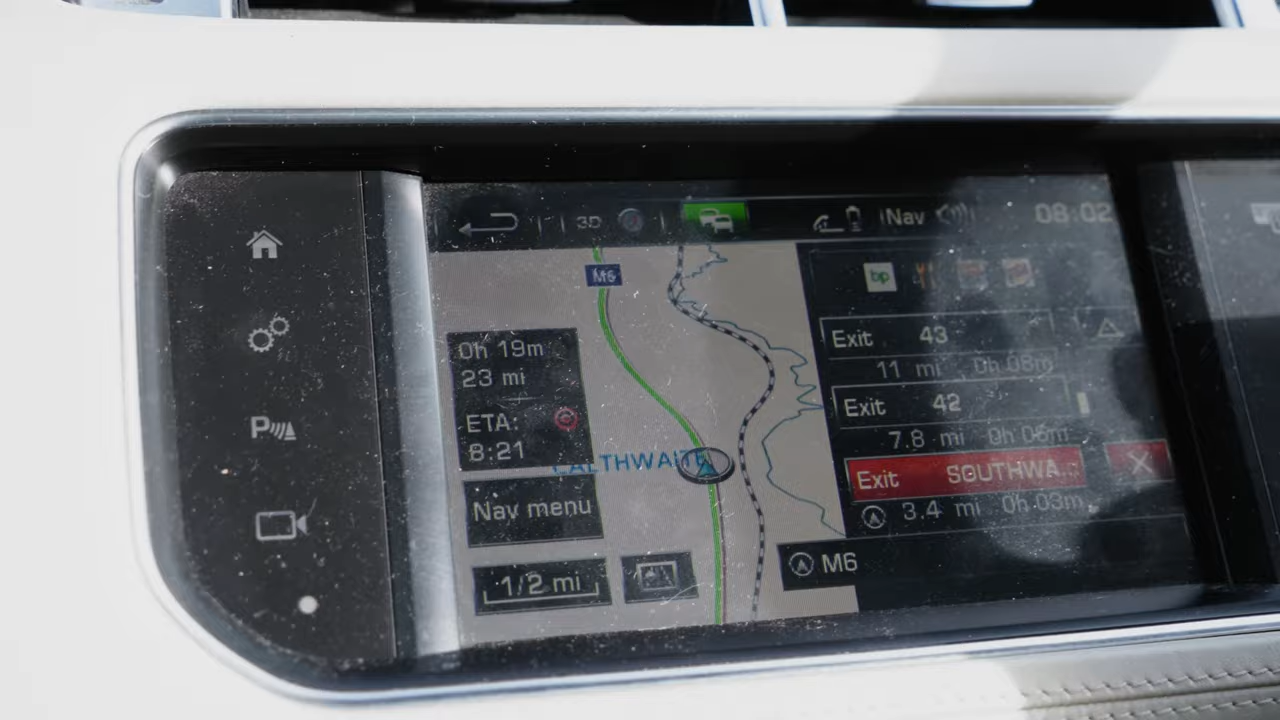 3D
Nav
08:02
M6
bp
0h 19m
23 mi
ETA:
8:21
CALTHWAITE
Nav menu
1/2 mi
Exit 43
11 mi 0h 08m
Exit 42
7.8 mi 0h 06m
Exit SOUTHWA...
3.4 mi 0h 03m
M6
P